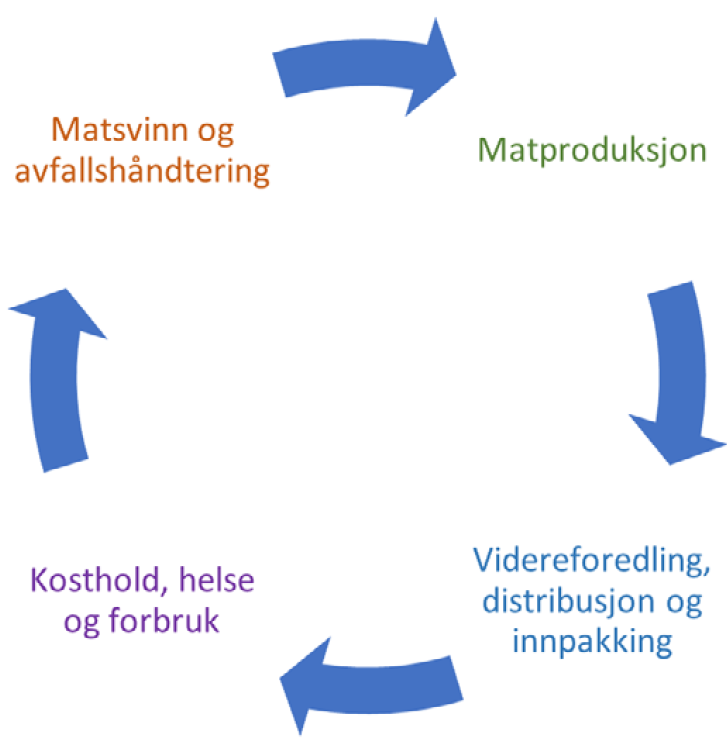 Matsvinn og
avfallshåndtering
Matproduksjon
Videreforedling,
distribusjon og
innpakking
Kosthold, helse
og forbruk